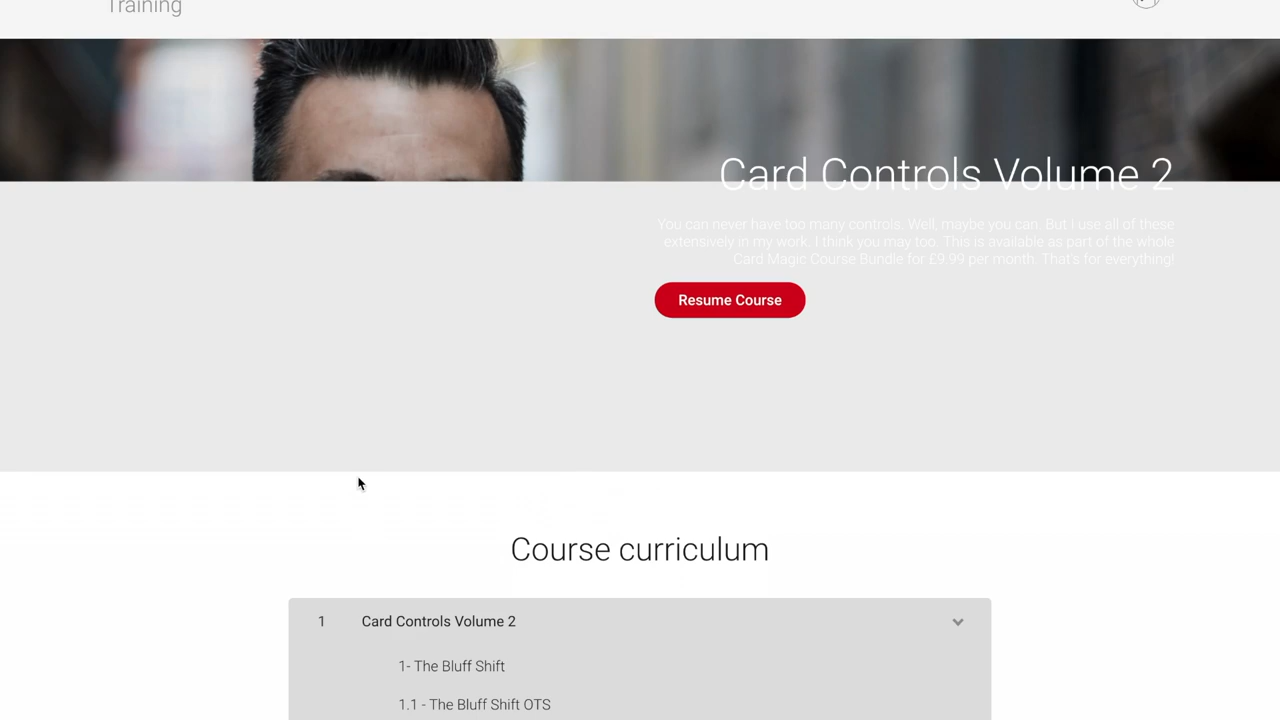 Training
Card Controls Volume 2
You can never have too many controls. Well, maybe you can. But I use all of these
extensively in my work. I think you may too. This is available as part of the whole
Card Magic Course Bundle for £9.99 per month. That's for everything!
Resume Course
Course curriculum
1 Card Controls Volume 2
1- The Bluff Shift
1.1 - The Bluff Shift OTS